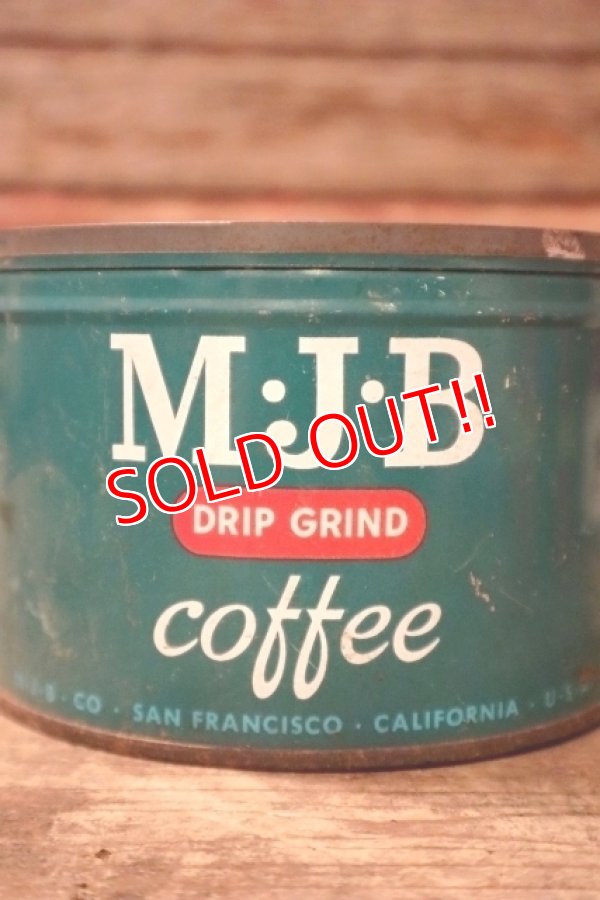 M·J·B
SOLD OUT!!
DRIP GRIND
coffee
M·J·B · CO · SAN FRANCISCO · CALIFORNIA · U·S